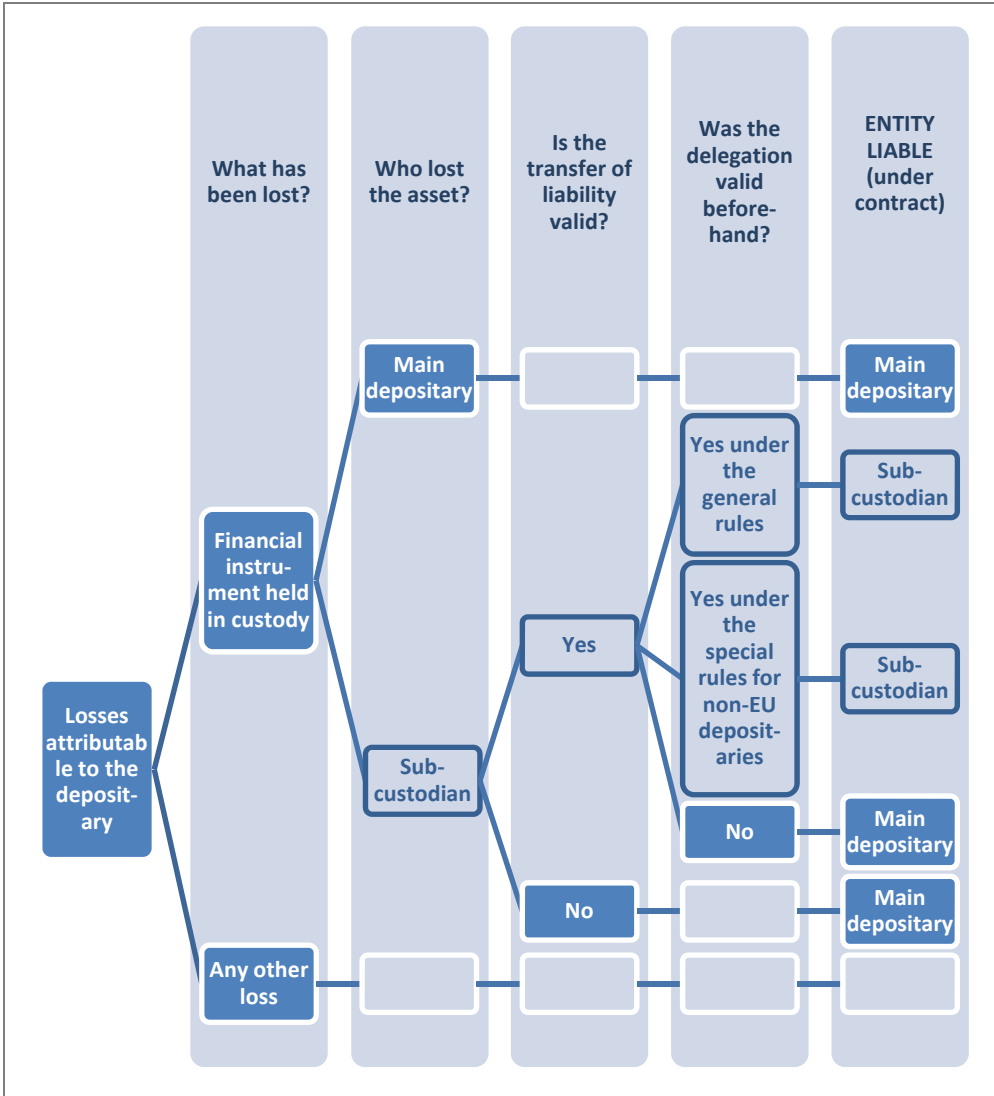 What has
been lost?
Who lost
the asset?
Is the
transfer of
liability
valid?
Was the
delegation
valid
before-
hand?
ENTITY
LIABLE
(under
contract)
Losses
attributab
le to the
deposit-
ary
Financial
instru-
ment held
in custody
Main
depositary
Main
depositary
Sub-
custodian
Yes
Yes under
the
general
rules
Sub-
custodian
Yes under
the
special
rules for
non-EU
deposit-
aries
Sub-
custodian
No
Main
depositary
No
Main
depositary
Any other
loss